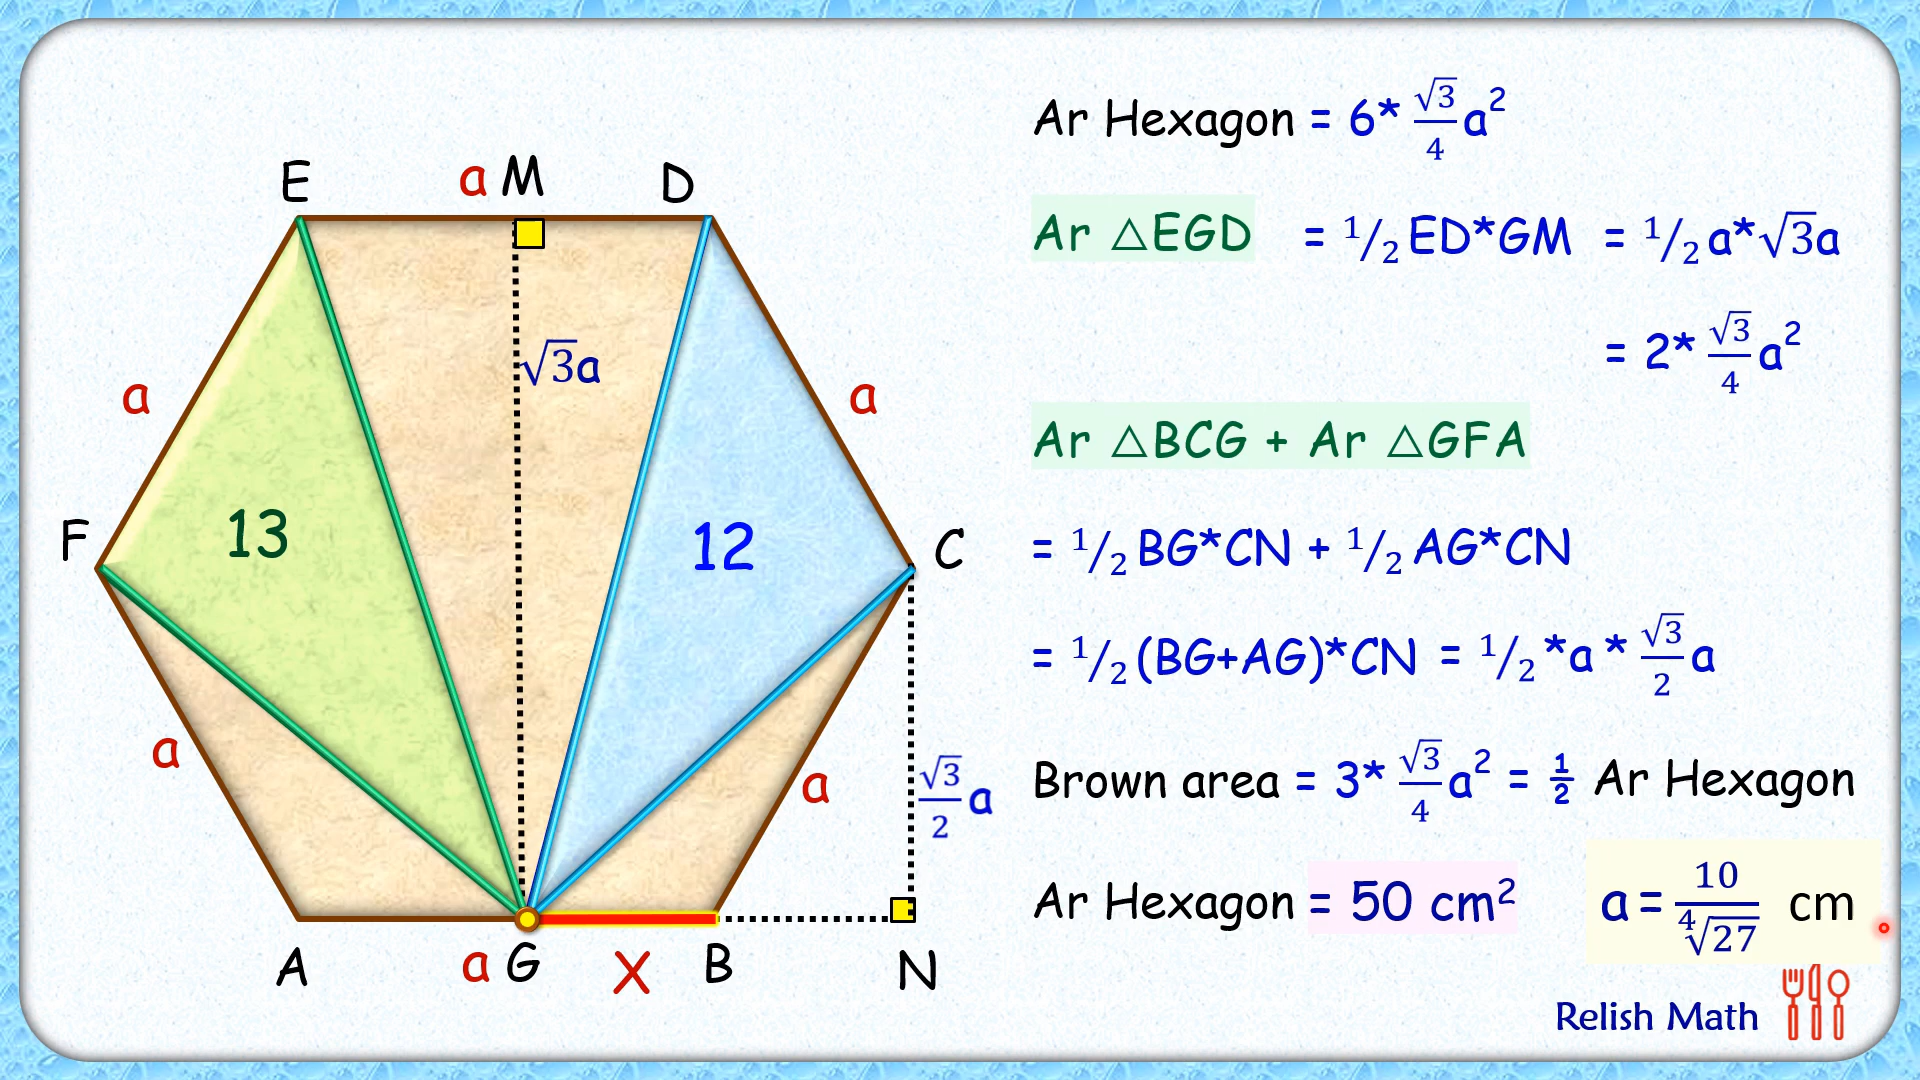 E a M D
Ar Hexagon = 6* √3/4 a²
Ar △EGD = ¹/₂ ED*GM = ¹/₂ a*√3a
= 2* √3/4 a²
√3a
a
a
Ar △BCG + Ar △GFA
F
13
12
C
= ¹/₂ BG*CN + ¹/₂ AG*CN
= ¹/₂ (BG+AG)*CN = ¹/₂ *a * √3/2 a
a
a
√3/2 a
Brown area = 3* √3/4 a² = ½ Ar Hexagon
Ar Hexagon = 50 cm² a = 10/∜27 cm
A a G X B N
Relish Math